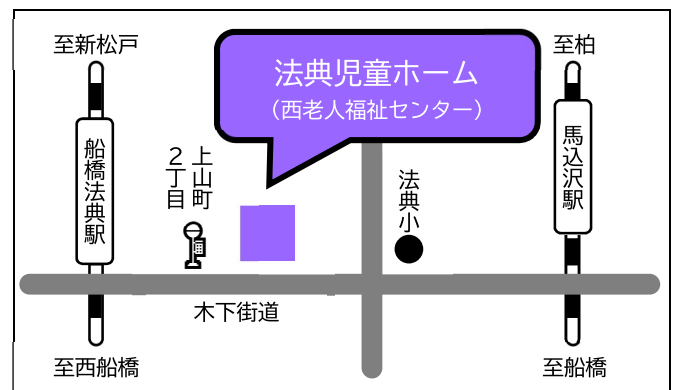 至新松戸
至柏
法典児童ホーム
（西老人福祉センター）
船橋法典駅
上山町
２丁目
法典小
馬込沢駅
木下街道
至西船橋
至船橋